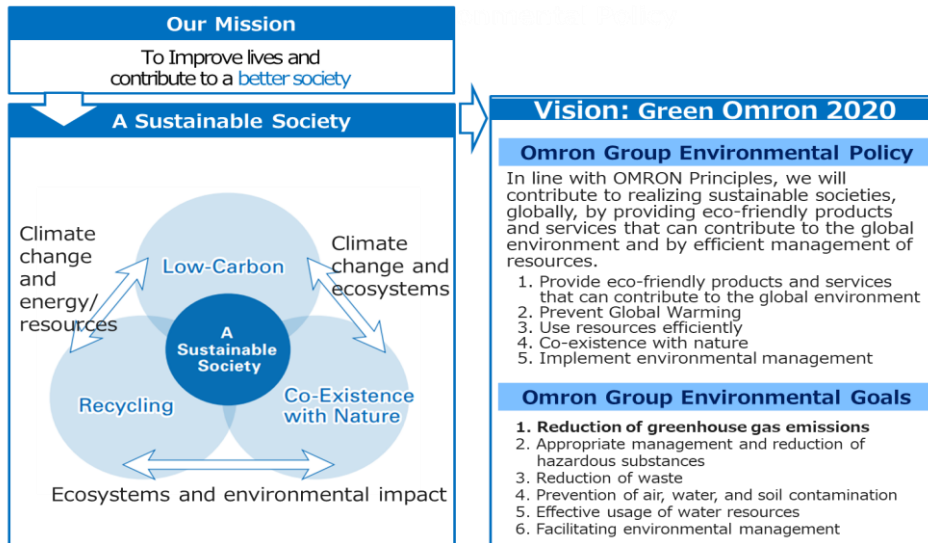 Our Mission
To Improve lives and
contribute to a better society
A Sustainable Society
Climate
change
and
energy/
resources
Low-Carbon
Climate
change and
ecosystems
A
Sustainable
Society
Recycling
Co-Existence
with Nature
Ecosystems and environmental impact
Vision: Green Omron 2020
Omron Group Environmental Policy
In line with OMRON Principles, we will
contribute to realizing sustainable societies,
globally, by providing eco-friendly products
and services that can contribute to the global
environment and by efficient management of
resources.
1. Provide eco-friendly products and services
that can contribute to the global environment
2. Prevent Global Warming
3. Use resources efficiently
4. Co-existence with nature
5. Implement environmental management
Omron Group Environmental Goals
1. Reduction of greenhouse gas emissions
2. Appropriate management and reduction of
hazardous substances
3. Reduction of waste
4. Prevention of air, water, and soil contamination
5. Effective usage of water resources
6. Facilitating environmental management